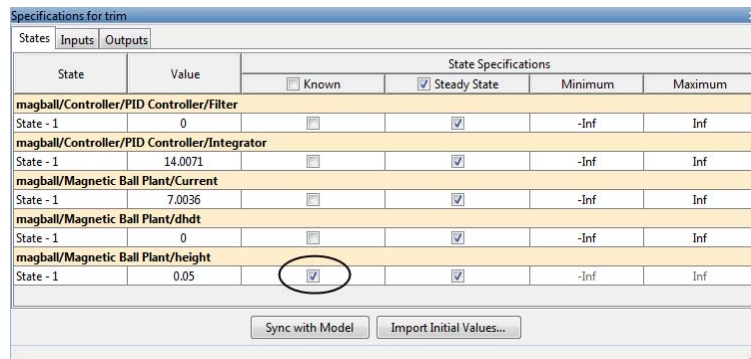 Specifications for trim
States Inputs Outputs
State Value State Specifications
Known Steady State Minimum Maximum
magball/Controller/PID Controller/Filter
State - 1 0 -Inf Inf
magball/Controller/PID Controller/Integrator
State - 1 14.0071 -Inf Inf
magball/Magnetic Ball Plant/Current
State - 1 7.0036 -Inf Inf
magball/Magnetic Ball Plant/dhdt
State - 1 0 -Inf Inf
magball/Magnetic Ball Plant/height
State - 1 0.05 -Inf Inf
Sync with Model Import Initial Values...